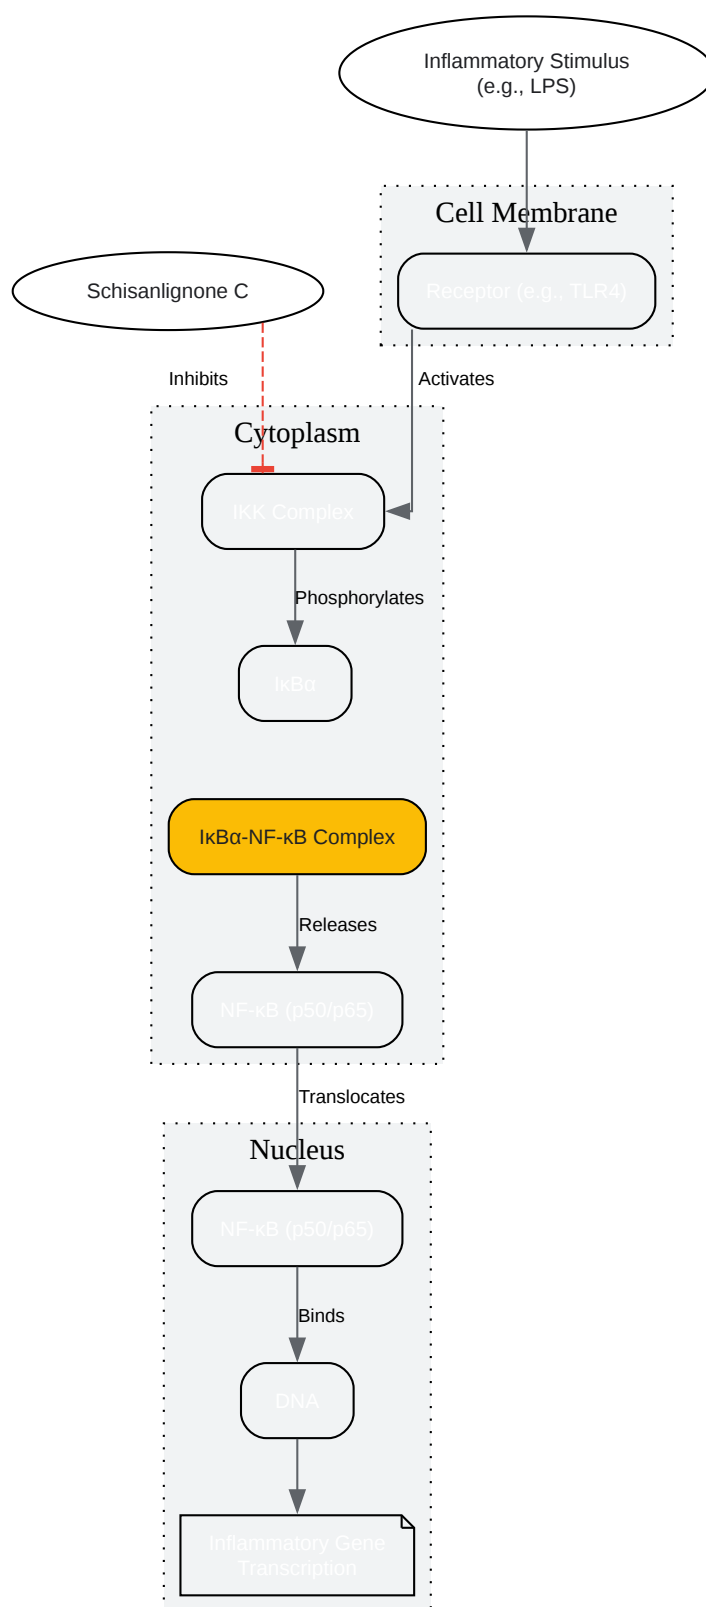 Inflammatory Stimulus
(e.g., LPS)
Cell Membrane
Receptor (e.g., TLR4)
Schisanlignone C
Inhibits
Activates
Cytoplasm
IKK Complex
Phosphorylates
IκBα
IκBα-NF-κB Complex
Releases
NF-κB (p50/p65)
Translocates
Nucleus
NF-κB (p50/p65)
Binds
DNA
Inflammatory Gene
Transcription